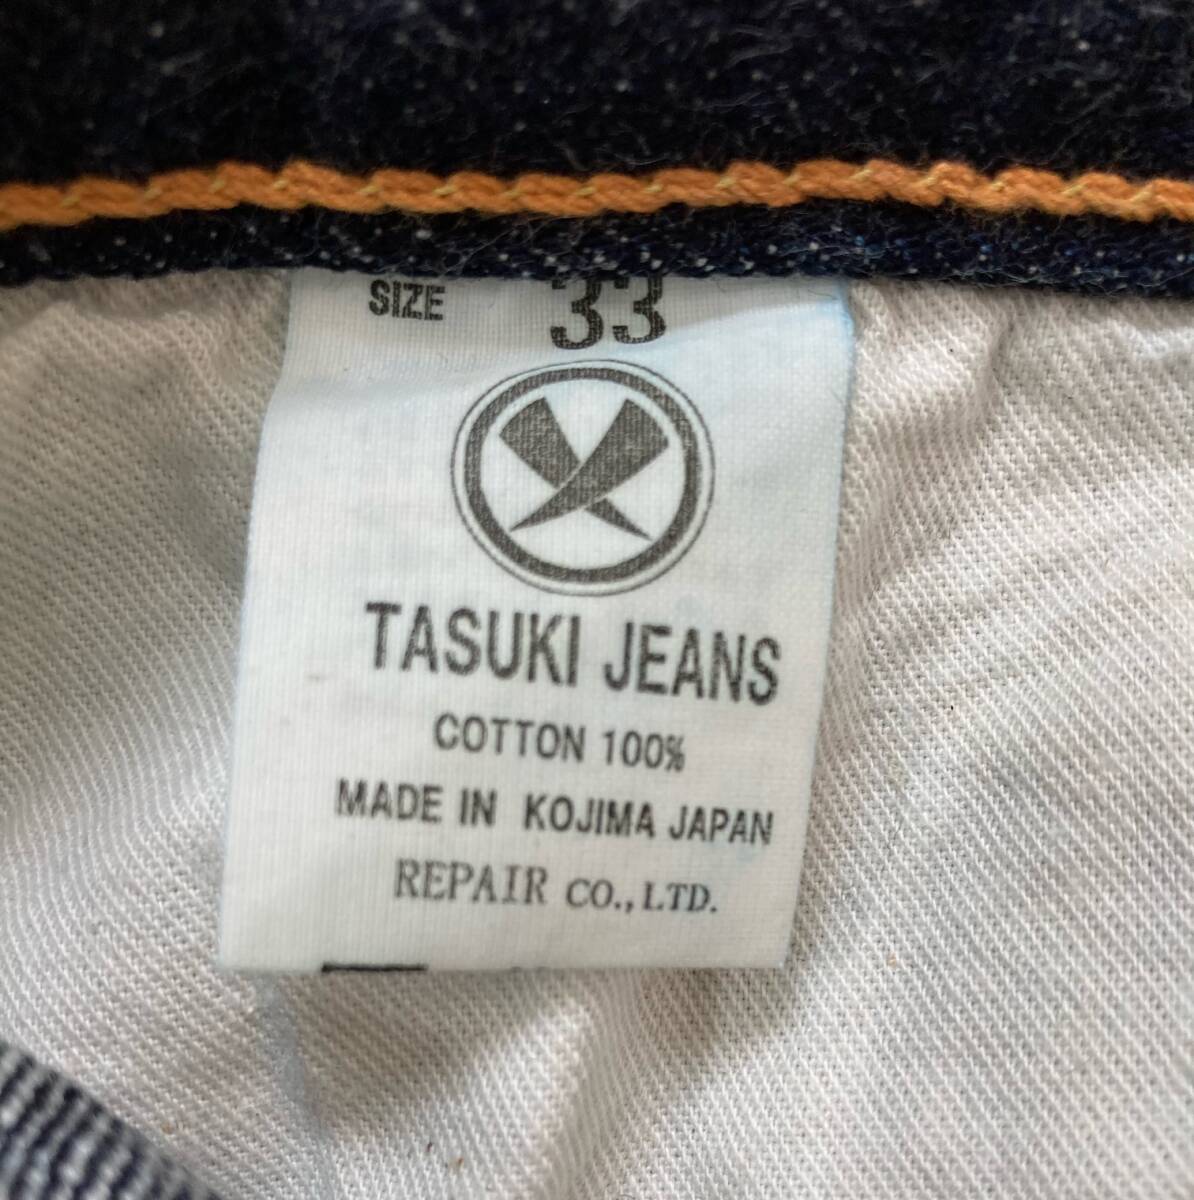 SIZE 33
TASUKI JEANS
COTTON 100%
MADE IN KOJIMA JAPAN
REPAIR CO., LTD.